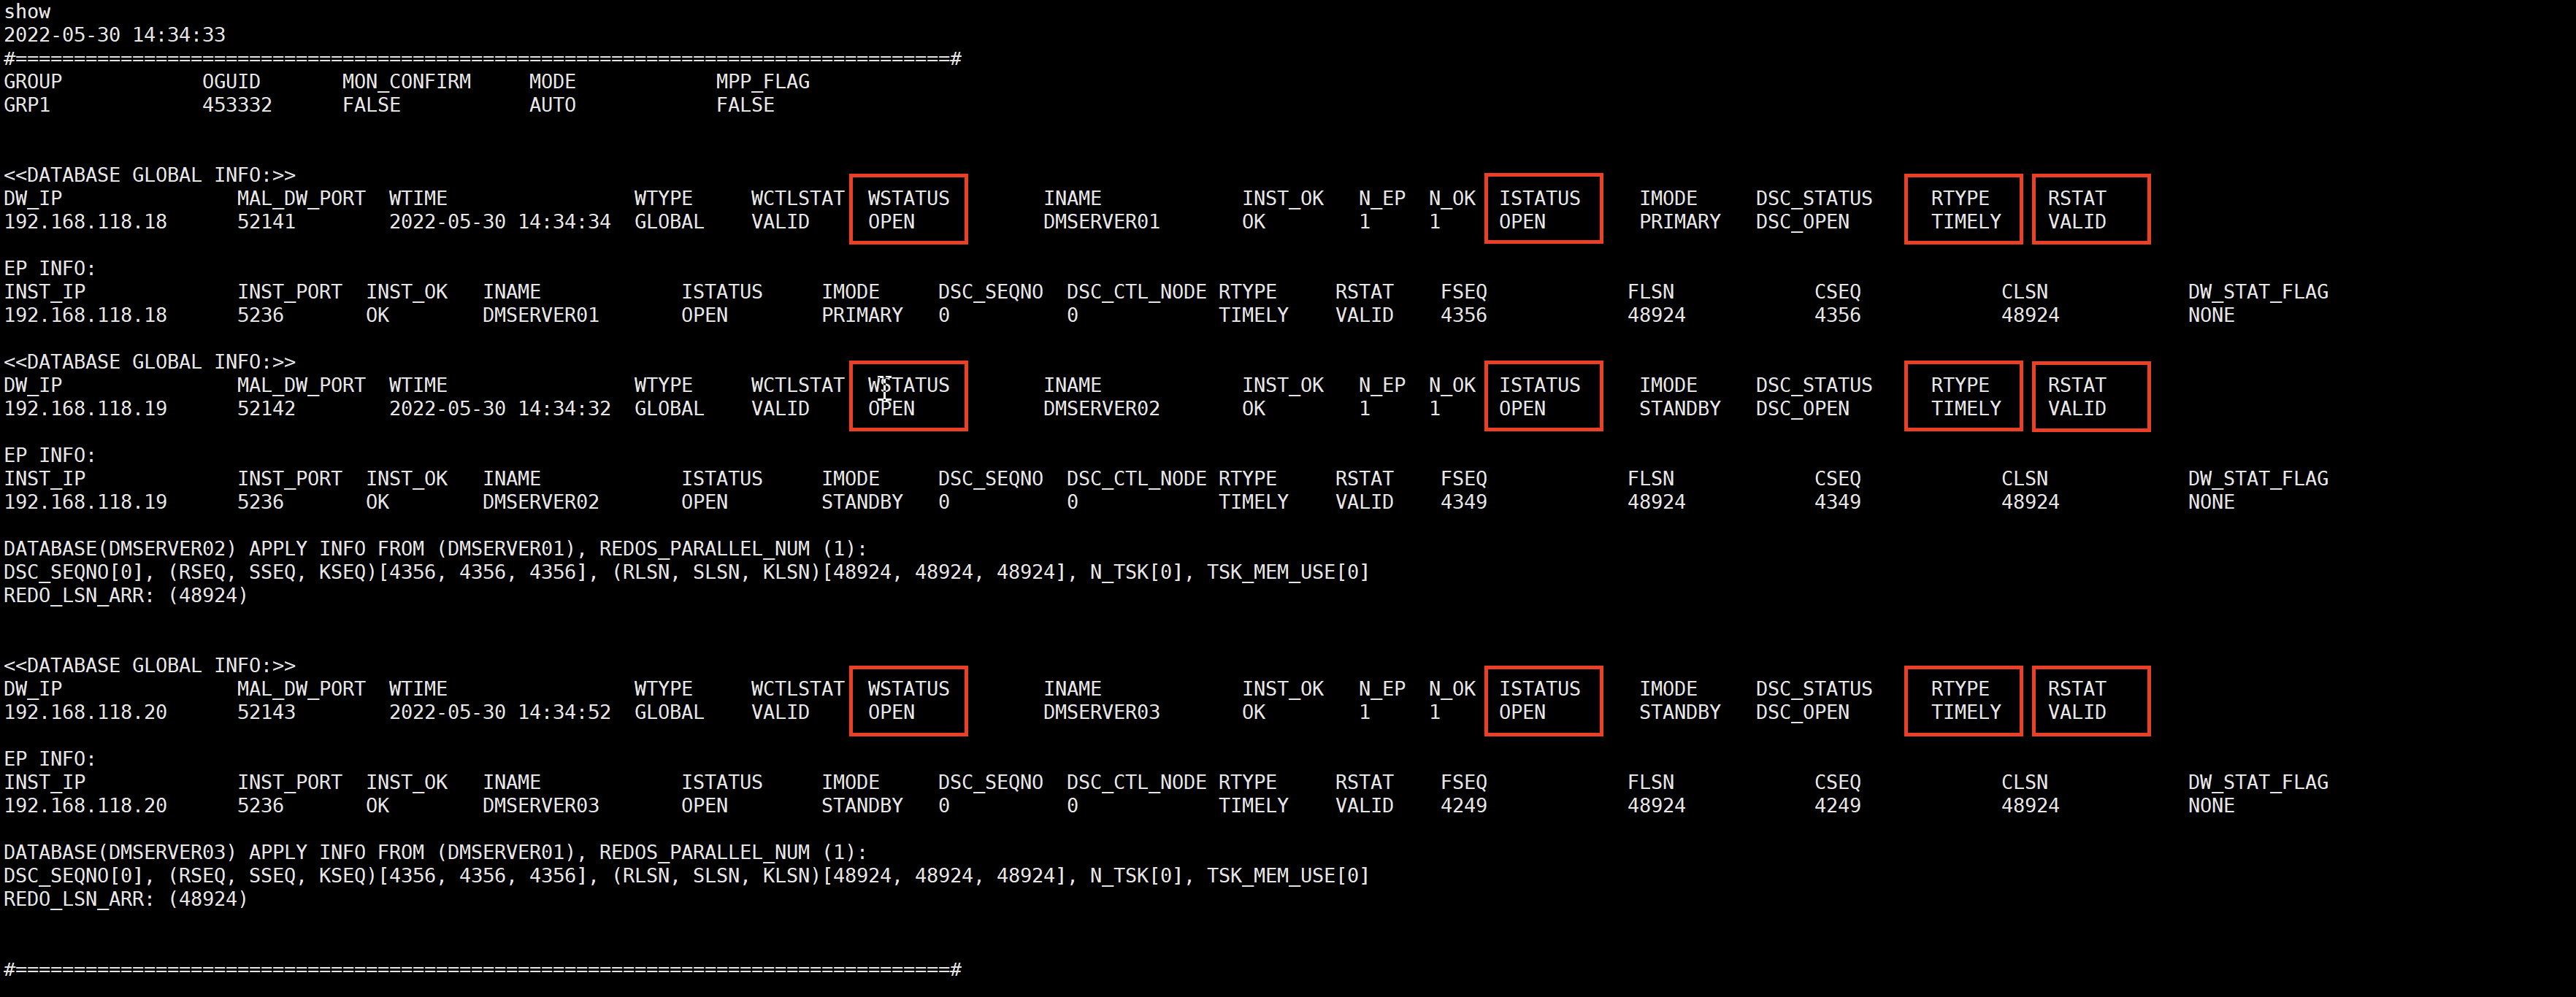 show
2022-05-30 14:34:33
#================================================================================#
GROUP            OGUID       MON_CONFIRM     MODE            MPP_FLAG
GRP1             453332      FALSE           AUTO            FALSE
<<DATABASE GLOBAL INFO:>>
DW_IP               MAL_DW_PORT  WTIME                WTYPE     WCTLSTAT  WSTATUS        INAME            INST_OK   N_EP  N_OK  ISTATUS     IMODE     DSC_STATUS     RTYPE     RSTAT
192.168.118.18      52141        2022-05-30 14:34:34  GLOBAL    VALID     OPEN           DMSERVER01       OK        1     1     OPEN        PRIMARY   DSC_OPEN       TIMELY    VALID
EP INFO:
INST_IP             INST_PORT  INST_OK   INAME            ISTATUS     IMODE     DSC_SEQNO  DSC_CTL_NODE RTYPE     RSTAT    FSEQ            FLSN            CSEQ            CLSN            DW_STAT_FLAG
192.168.118.18      5236       OK        DMSERVER01       OPEN        PRIMARY   0          0            TIMELY    VALID    4356            48924           4356            48924           NONE
<<DATABASE GLOBAL INFO:>>
DW_IP               MAL_DW_PORT  WTIME                WTYPE     WCTLSTAT  WSTATUS        INAME            INST_OK   N_EP  N_OK  ISTATUS     IMODE     DSC_STATUS     RTYPE     RSTAT
192.168.118.19      52142        2022-05-30 14:34:32  GLOBAL    VALID     OPEN           DMSERVER02       OK        1     1     OPEN        STANDBY   DSC_OPEN       TIMELY    VALID
EP INFO:
INST_IP             INST_PORT  INST_OK   INAME            ISTATUS     IMODE     DSC_SEQNO  DSC_CTL_NODE RTYPE     RSTAT    FSEQ            FLSN            CSEQ            CLSN            DW_STAT_FLAG
192.168.118.19      5236       OK        DMSERVER02       OPEN        STANDBY   0          0            TIMELY    VALID    4349            48924           4349            48924           NONE
DATABASE(DMSERVER02) APPLY INFO FROM (DMSERVER01), REDOS_PARALLEL_NUM (1):
DSC_SEQNO[0], (RSEQ, SSEQ, KSEQ)[4356, 4356, 4356], (RLSN, SLSN, KLSN)[48924, 48924, 48924], N_TSK[0], TSK_MEM_USE[0]
REDO_LSN_ARR: (48924)
<<DATABASE GLOBAL INFO:>>
DW_IP               MAL_DW_PORT  WTIME                WTYPE     WCTLSTAT  WSTATUS        INAME            INST_OK   N_EP  N_OK  ISTATUS     IMODE     DSC_STATUS     RTYPE     RSTAT
192.168.118.20      52143        2022-05-30 14:34:52  GLOBAL    VALID     OPEN           DMSERVER03       OK        1     1     OPEN        STANDBY   DSC_OPEN       TIMELY    VALID
EP INFO:
INST_IP             INST_PORT  INST_OK   INAME            ISTATUS     IMODE     DSC_SEQNO  DSC_CTL_NODE RTYPE     RSTAT    FSEQ            FLSN            CSEQ            CLSN            DW_STAT_FLAG
192.168.118.20      5236       OK        DMSERVER03       OPEN        STANDBY   0          0            TIMELY    VALID    4249            48924           4249            48924           NONE
DATABASE(DMSERVER03) APPLY INFO FROM (DMSERVER01), REDOS_PARALLEL_NUM (1):
DSC_SEQNO[0], (RSEQ, SSEQ, KSEQ)[4356, 4356, 4356], (RLSN, SLSN, KLSN)[48924, 48924, 48924], N_TSK[0], TSK_MEM_USE[0]
REDO_LSN_ARR: (48924)
#================================================================================#